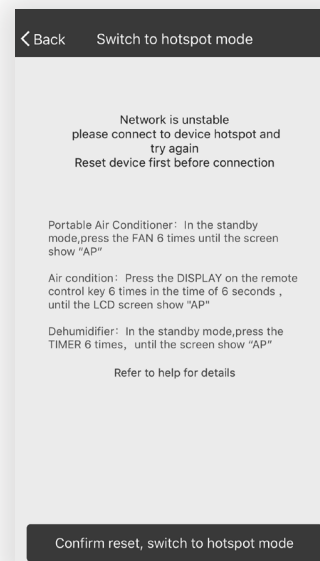 Back Switch to hotspot mode
Network is unstable
please connect to device hotspot and
try again
Reset device first before connection
Portable Air Conditioner：In the standby
mode,press the FAN 6 times until the screen
show “AP”
Air condition：Press the DISPLAY on the remote
control key 6 times in the time of 6 seconds ,
until the LCD screen show "AP"
Dehumidifier：In the standby mode,press the
TIMER 6 times，until the screen show “AP”
Refer to help for details
Confirm reset, switch to hotspot mode